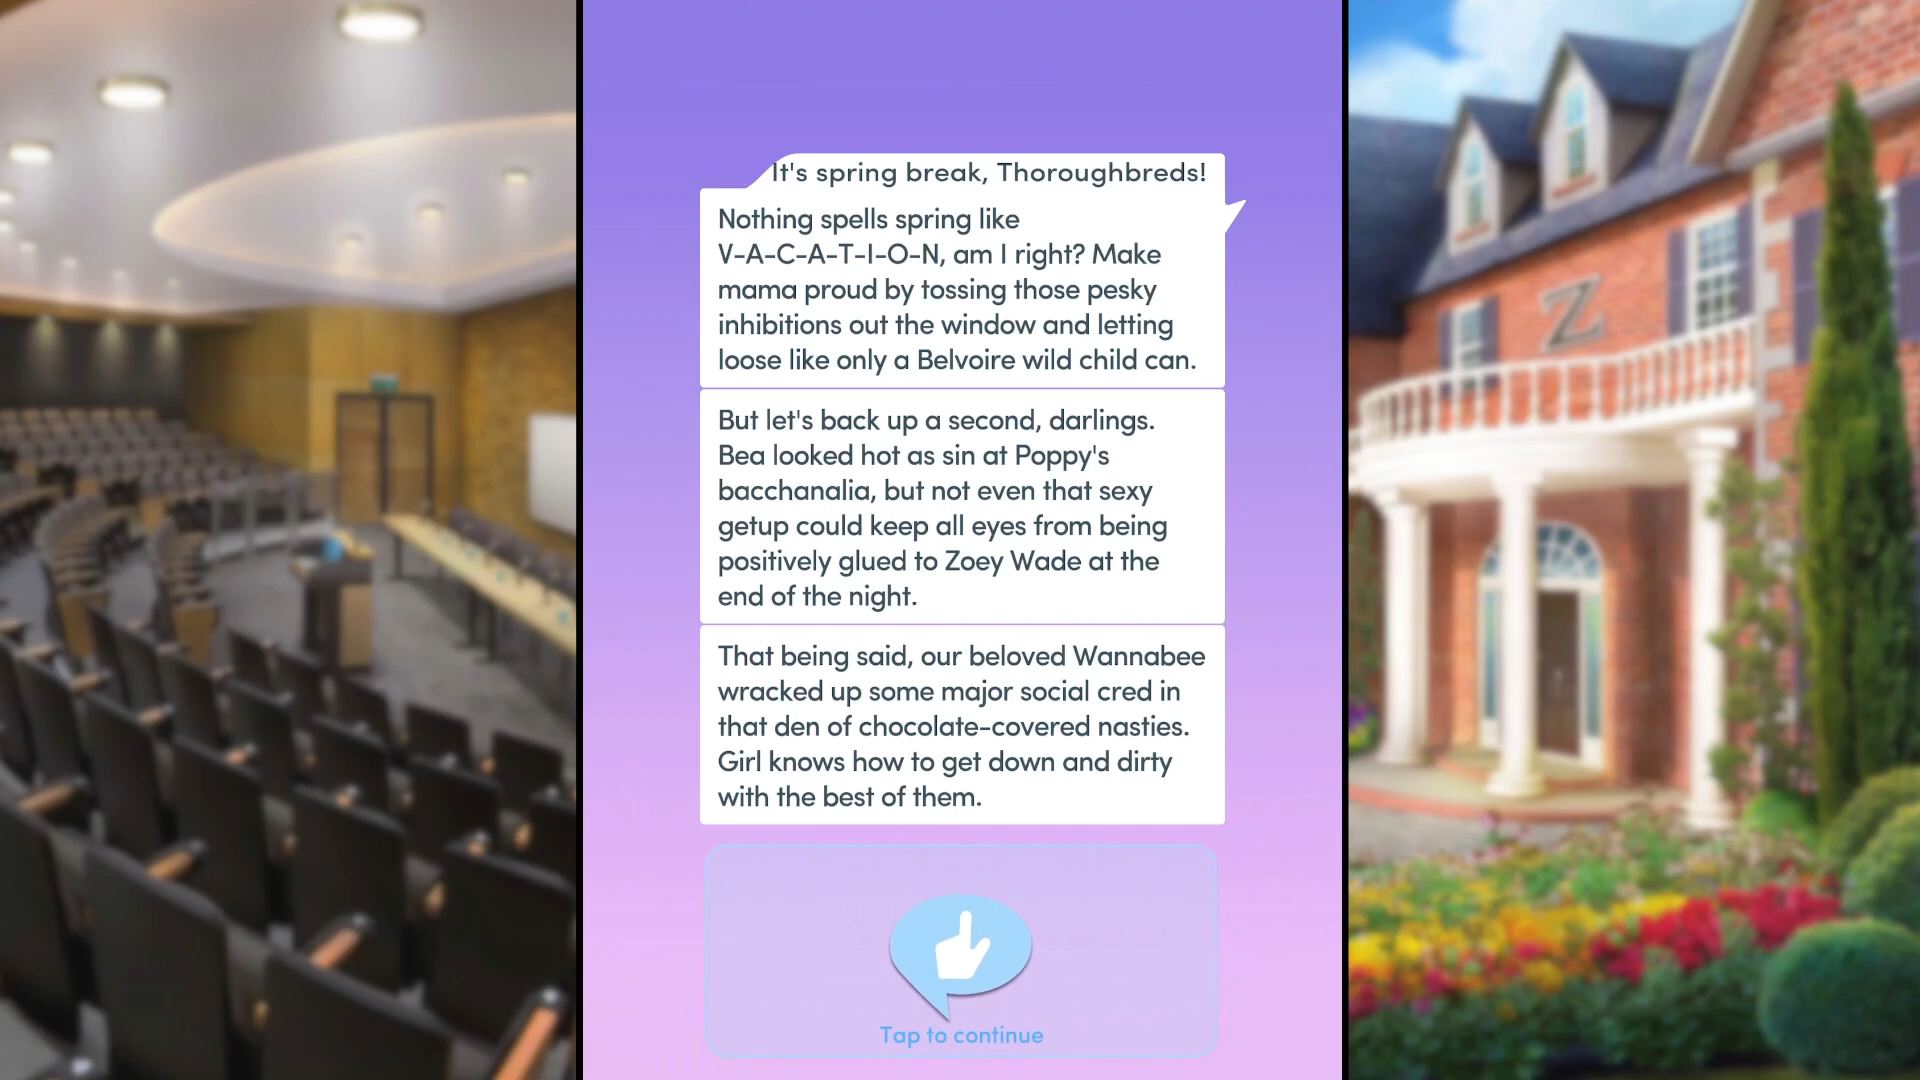 It's spring break, Thoroughbreds!
Nothing spells spring like
V-A-C-A-T-I-O-N, am I right? Make
mama proud by tossing those pesky
inhibitions out the window and letting
loose like only a Belvoire wild child can.
But let's back up a second, darlings.
Bea looked hot as sin at Poppy's
bacchanalia, but not even that sexy
getup could keep all eyes from being
positively glued to Zoey Wade at the
end of the night.
That being said, our beloved Wannabee
wracked up some major social cred in
that den of chocolate-covered nasties.
Girl knows how to get down and dirty
with the best of them.
Tap to continue
Z